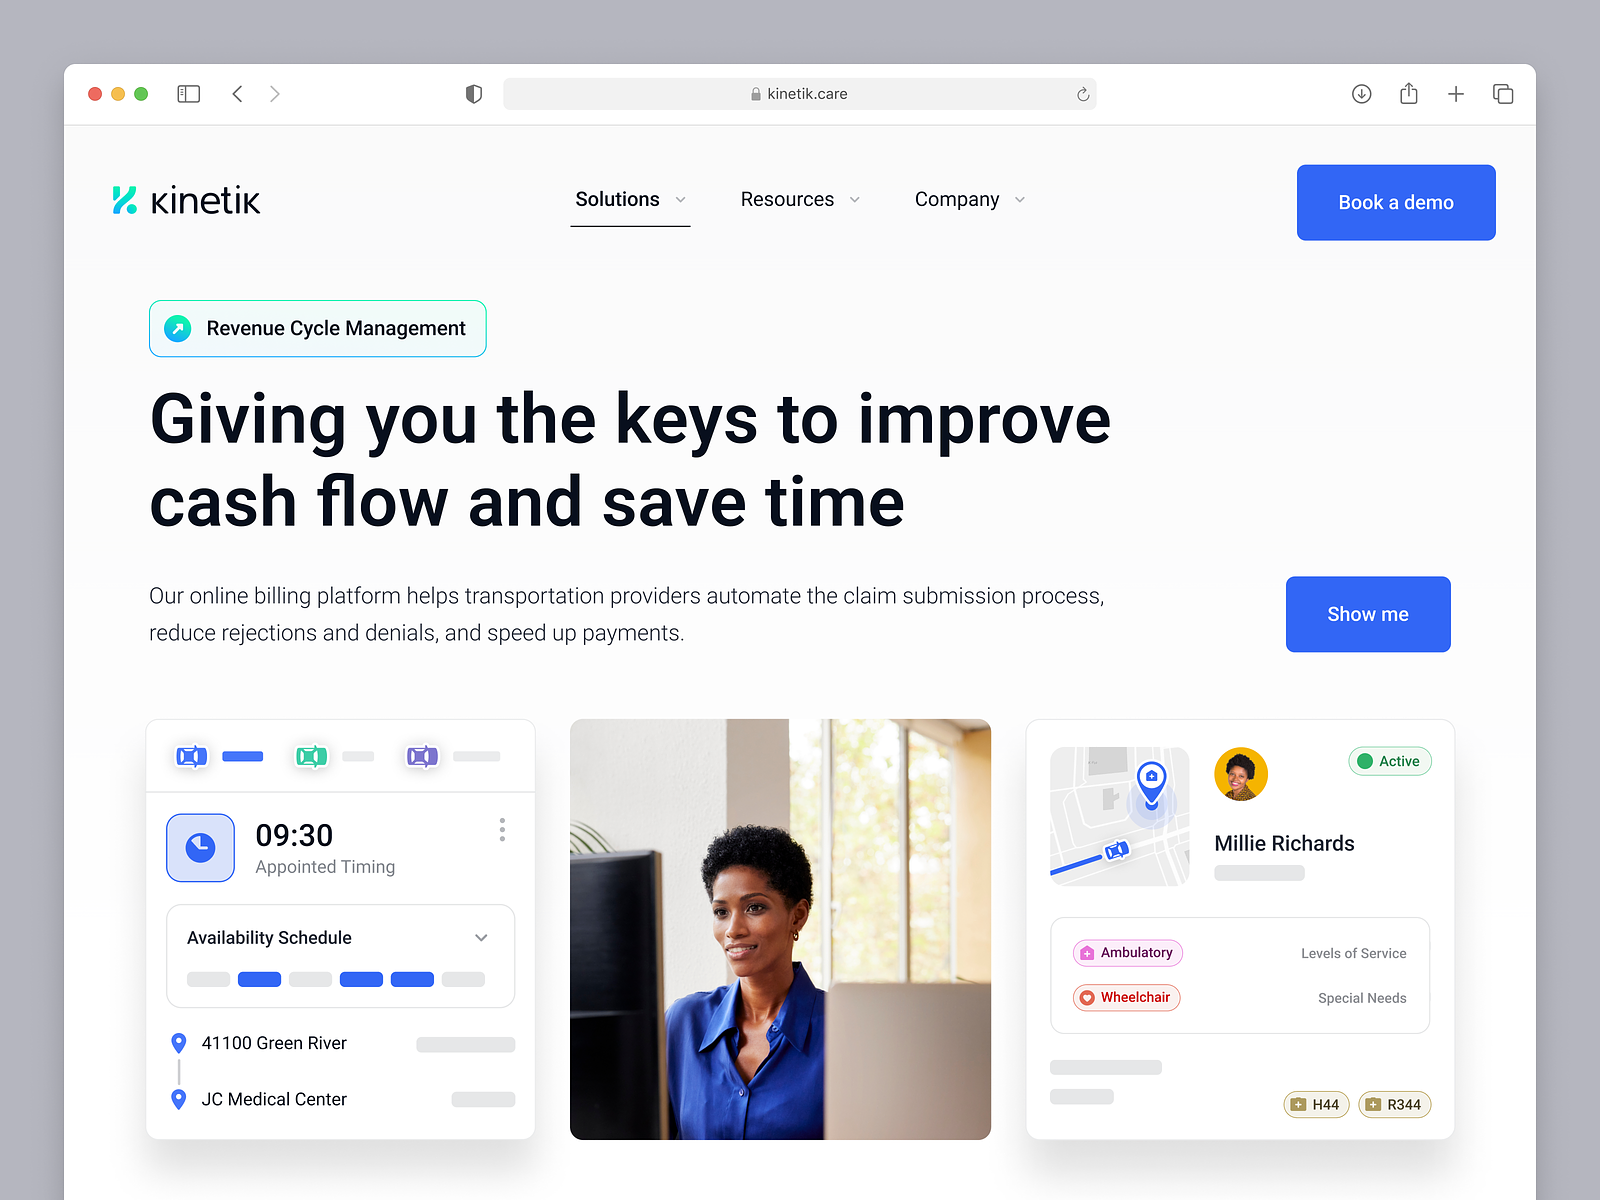 kinetik.care
kinetik
Solutions
Resources
Company
Book a demo
Revenue Cycle Management
Giving you the keys to improve
cash flow and save time
Our online billing platform helps transportation providers automate the claim submission process,
reduce rejections and denials, and speed up payments.
Show me
09:30
Appointed Timing
Availability Schedule
41100 Green River
JC Medical Center
Active
Millie Richards
Ambulatory
Levels of Service
Wheelchair
Special Needs
H44
R344